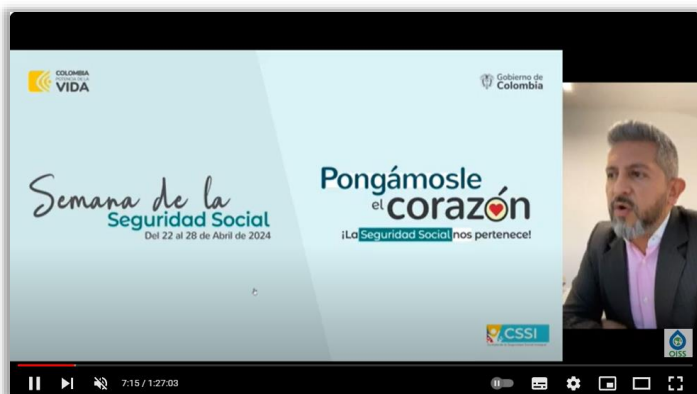 COLOMBIA
POTENCIA DE LA
VIDA
Gobierno de
Colombia
Semana de la
Seguridad Social
Del 22 al 28 de Abril de 2024
Pongámosle
el corazón
¡La Seguridad Social nos pertenece!
CSSI
OISS
7:15 / 1:27:03